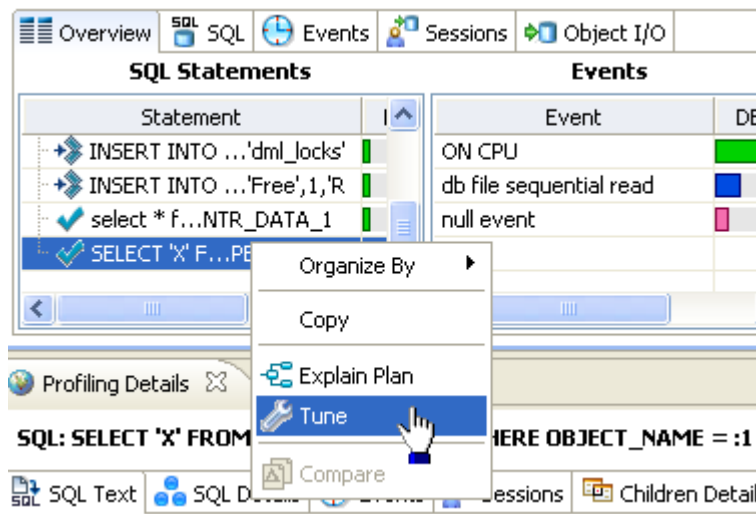 Overview SQL SQL Events Sessions Object I/O
SQL Statements Events
Statement Event
INSERT INTO ...'dml_locks' ON CPU
INSERT INTO ...'Free',1,'R db file sequential read
select * f...NTR_DATA_1 null event
SELECT 'X' F...
Organize By
Copy
Profiling Details Explain Plan
Tune
SQL: SELECT 'X' FROM HERE OBJECT_NAME = :1
Compare
SQL SQL Text SQL Sessions Children